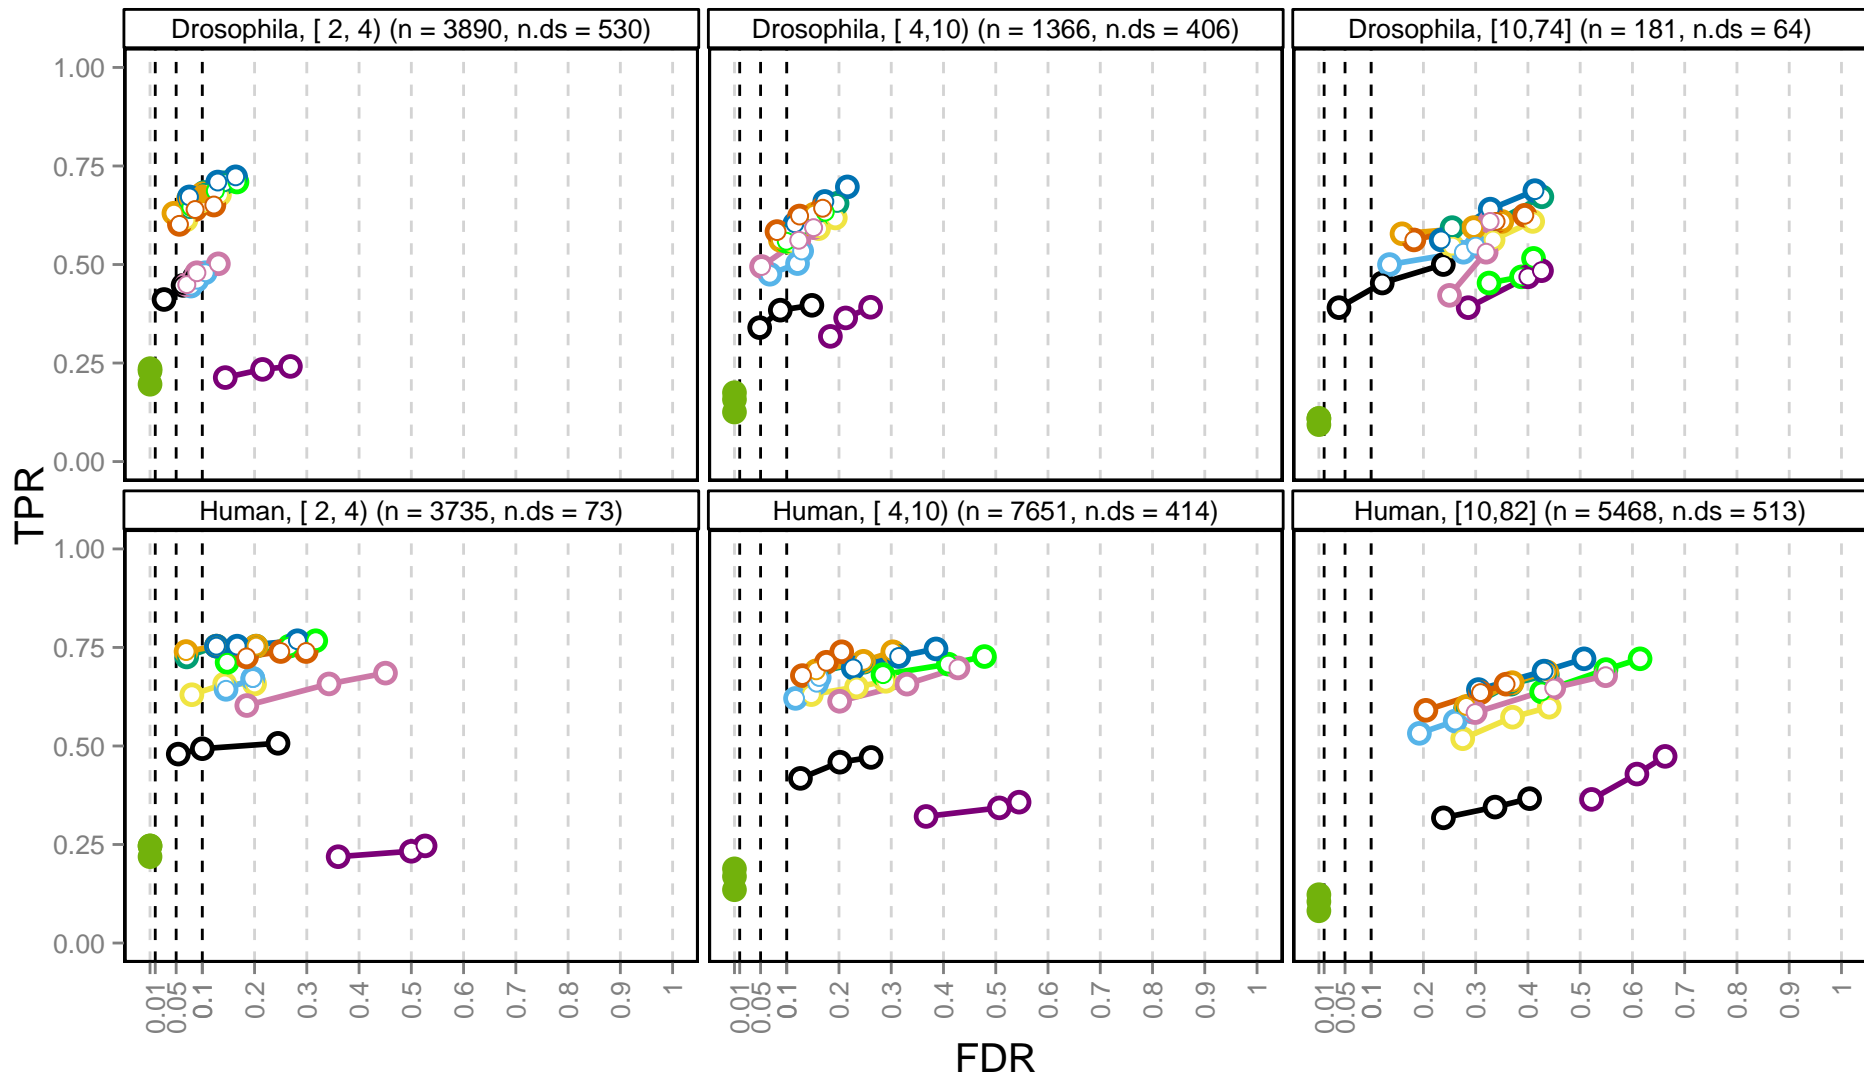 Drosophila, [ 2, 4) (n = 3890, n.ds = 530)
Drosophila, [ 4,10) (n = 1366, n.ds = 406)
Drosophila, [10,74] (n = 181, n.ds = 64)
1.00
0.75
0.50
0.25
0.00
TPR
Human, [ 2, 4) (n = 3735, n.ds = 73)
Human, [ 4,10) (n = 7651, n.ds = 414)
Human, [10,82] (n = 5468, n.ds = 513)
1.00
0.75
0.50
0.25
0.00
0.01 0.05 0.1 0.2 0.3 0.4 0.5 0.6 0.7 0.8 0.9 1
0.01 0.05 0.1 0.2 0.3 0.4 0.5 0.6 0.7 0.8 0.9 1
0.01 0.05 0.1 0.2 0.3 0.4 0.5 0.6 0.7 0.8 0.9 1
FDR